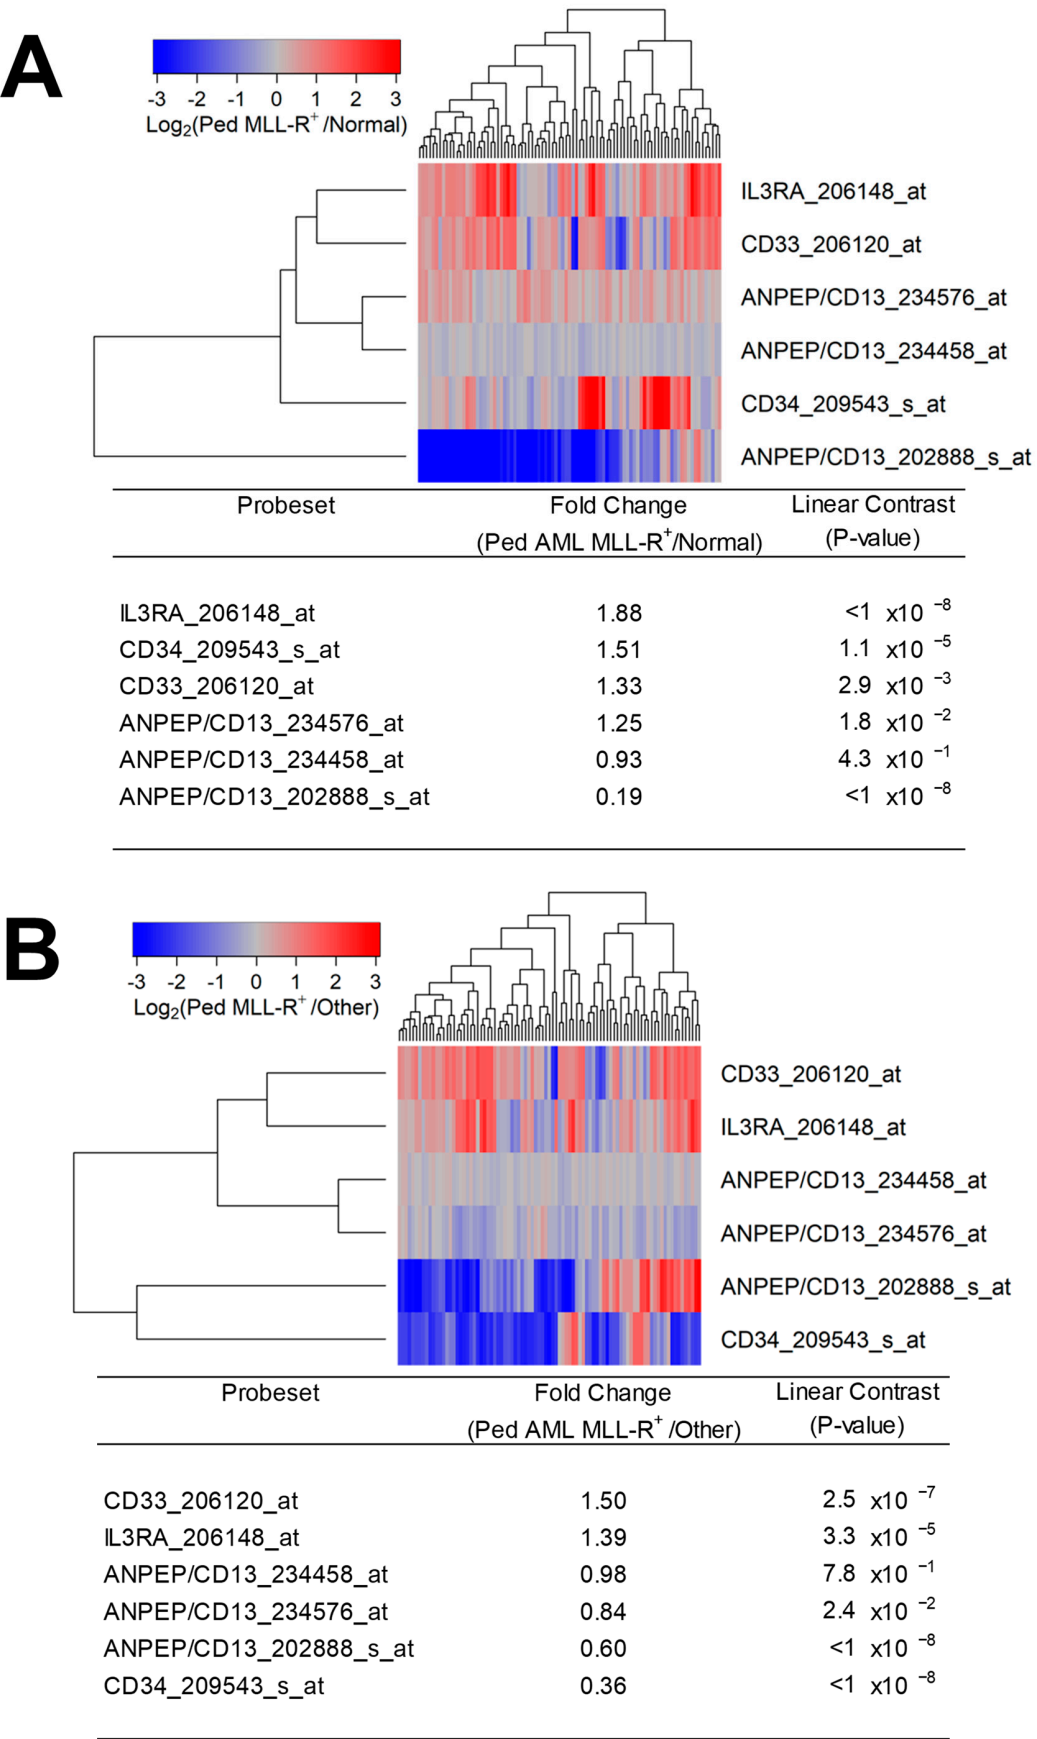 A
-3 -2 -1 0 1 2 3
Log2(Ped MLL-R+ /Normal)
IL3RA_206148_at
CD33_206120_at
ANPEP/CD13_234576_at
ANPEP/CD13_234458_at
CD34_209543_s_at
ANPEP/CD13_202888_s_at
Probeset Fold Change Linear Contrast
(Ped AML MLL-R+/Normal) (P-value)
IL3RA_206148_at 1.88 <1 x10 −8
CD34_209543_s_at 1.51 1.1 x10 −5
CD33_206120_at 1.33 2.9 x10 −3
ANPEP/CD13_234576_at 1.25 1.8 x10 −2
ANPEP/CD13_234458_at 0.93 4.3 x10 −1
ANPEP/CD13_202888_s_at 0.19 <1 x10 −8
B
-3 -2 -1 0 1 2 3
Log2(Ped MLL-R+ /Other)
CD33_206120_at
IL3RA_206148_at
ANPEP/CD13_234458_at
ANPEP/CD13_234576_at
ANPEP/CD13_202888_s_at
CD34_209543_s_at
Probeset Fold Change Linear Contrast
(Ped AML MLL-R+ /Other) (P-value)
CD33_206120_at 1.50 2.5 x10 −7
IL3RA_206148_at 1.39 3.3 x10 −5
ANPEP/CD13_234458_at 0.98 7.8 x10 −1
ANPEP/CD13_234576_at 0.84 2.4 x10 −2
ANPEP/CD13_202888_s_at 0.60 <1 x10 −8
CD34_209543_s_at 0.36 <1 x10 −8